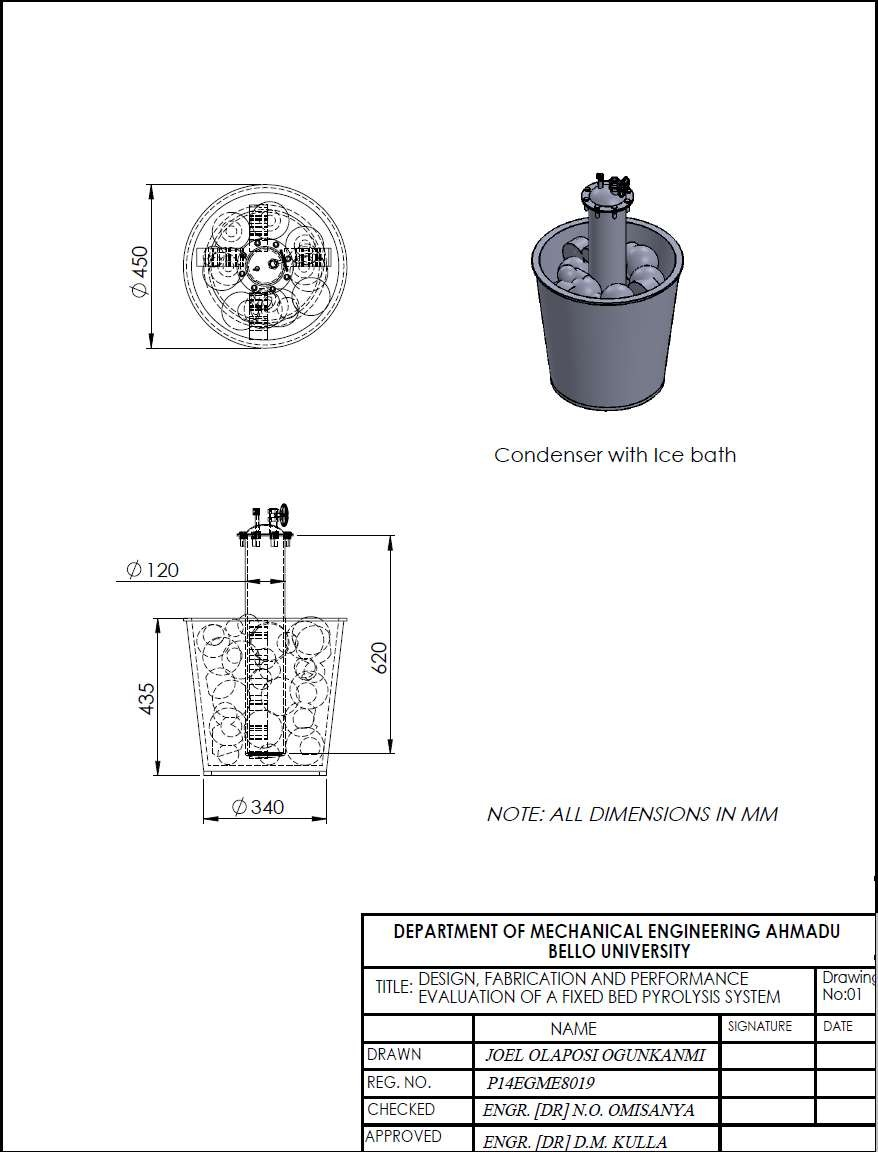 Ø 450
Condenser with Ice bath
Ø 120
620
435
Ø 340
NOTE: ALL DIMENSIONS IN MM
DEPARTMENT OF MECHANICAL ENGINEERING AHMADU
BELLO UNIVERSITY
TITLE: DESIGN, FABRICATION AND PERFORMANCE
EVALUATION OF A FIXED BED PYROLYSIS SYSTEM
Drawing
No:01
NAME SIGNATURE DATE
DRAWN JOEL OLAPOSI OGUNKANMI
REG. NO. P14EGME8019
CHECKED ENGR. [DR] N.O. OMISANYA
APPROVED ENGR. [DR] D.M. KULLA